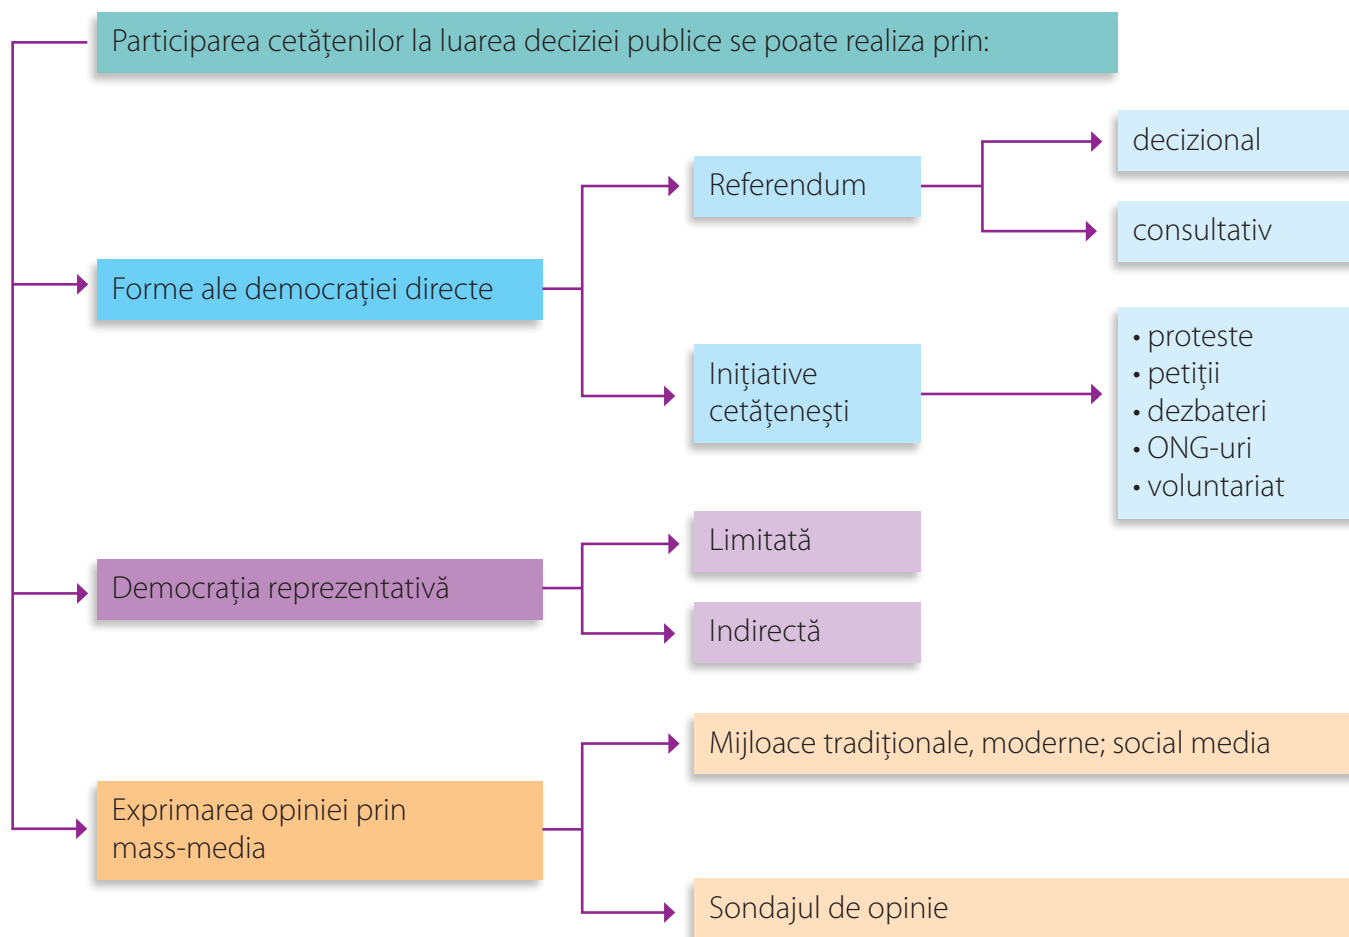 Participarea cetățenilor la luarea deciziei publice se poate realiza prin:
decizional
Referendum
consultativ
Forme ale democrației directe
Inițiative
cetățenești
• proteste
• petiții
• dezbateri
• ONG-uri
• voluntariat
Limitată
Democrația reprezentativă
Indirectă
Mijloace tradiționale, moderne; social media
Exprimarea opiniei prin
mass-media
Sondajul de opinie